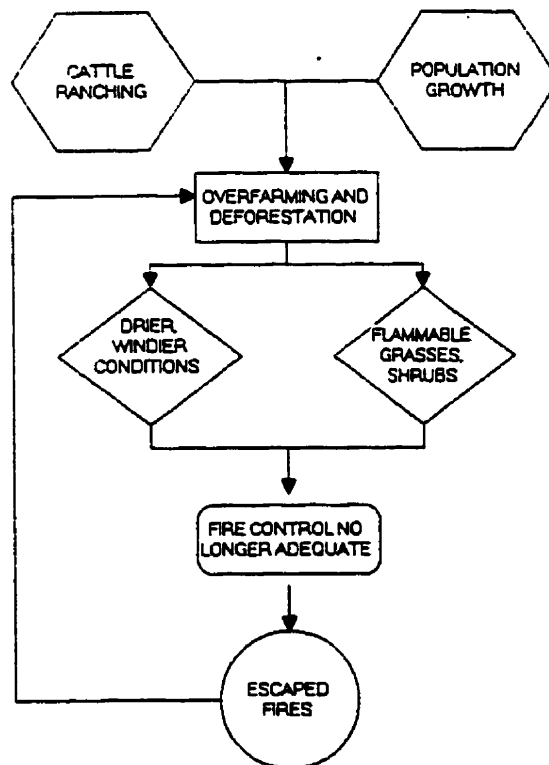 CATTLE
RANCHING
POPULATION
GROWTH
OVERFARMING AND
DEFORESTATION
DRIER,
WINDIER
CONDITIONS
FLAMMABLE
GRASSES,
SHRUBS
FIRE CONTROL NO
LONGER ADEQUATE
ESCAPED
FIRES